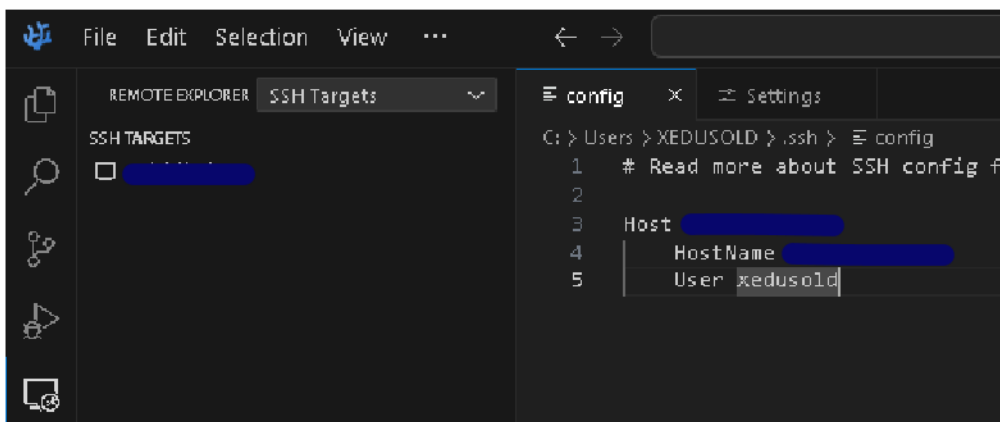 File Edit Selection View ...
REMOTE EXPLORER SSH Targets
SSH TARGETS
config Settings
C: > Users > XEDUSOLD > .ssh > config
1 # Read more about SSH config f
2
3 Host
4 HostName
5 User xedusold